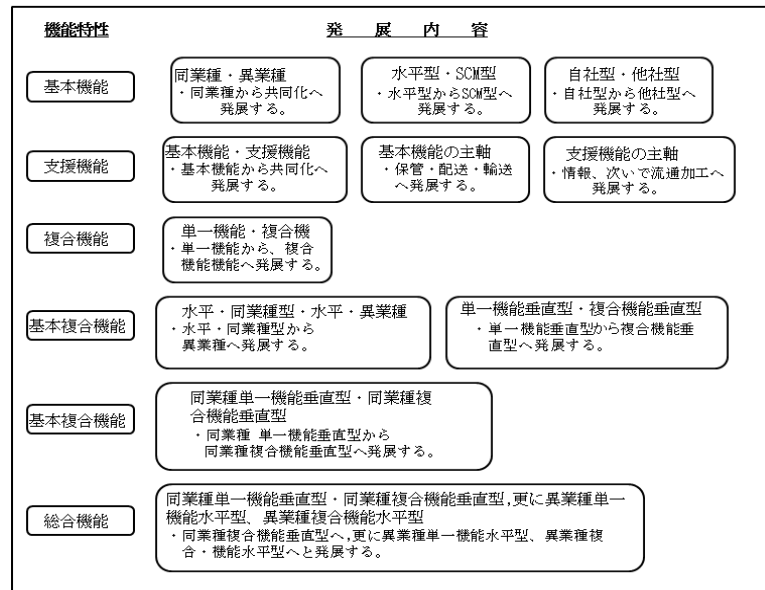 機能特性 発 展 内 容
基本機能
同業種・異業種
・同業種から共同化へ
発展する。
水平型・SCM型
・水平型からSCM型へ
発展する。
自社型・他社型
・自社型から他社型へ
発展する。
支援機能
基本機能・支援機能
・基本機能から共同化へ
発展する。
基本機能の主軸
・保管・配送・輸送
へ発展する。
支援機能の主軸
・情報、次いで流通加工へ
発展する。
複合機能
単一機能・複合機
・単一機能から、複合
機能機能へ発展する。
基本複合機能
水平・同業種型・水平・異業種
・水平・同業種型から
異業種へ発展する。
単一機能垂直型・複合機能垂直型
・単一機能垂直型から複合機能垂
直型へ発展する。
基本複合機能
同業種単一機能垂直型・同業種複
合機能垂直型
・同業種 単一機能垂直型から
同業種複合機能垂直型へ発展する。
総合機能
同業種単一機能垂直型・同業種複合機能垂直型,更に異業種単一
機能水平型、異業種複合機能水平型
・同業種複合機能垂直型へ,更に異業種単一機能水平型、異業種複
合・機能水平型へと発展する。